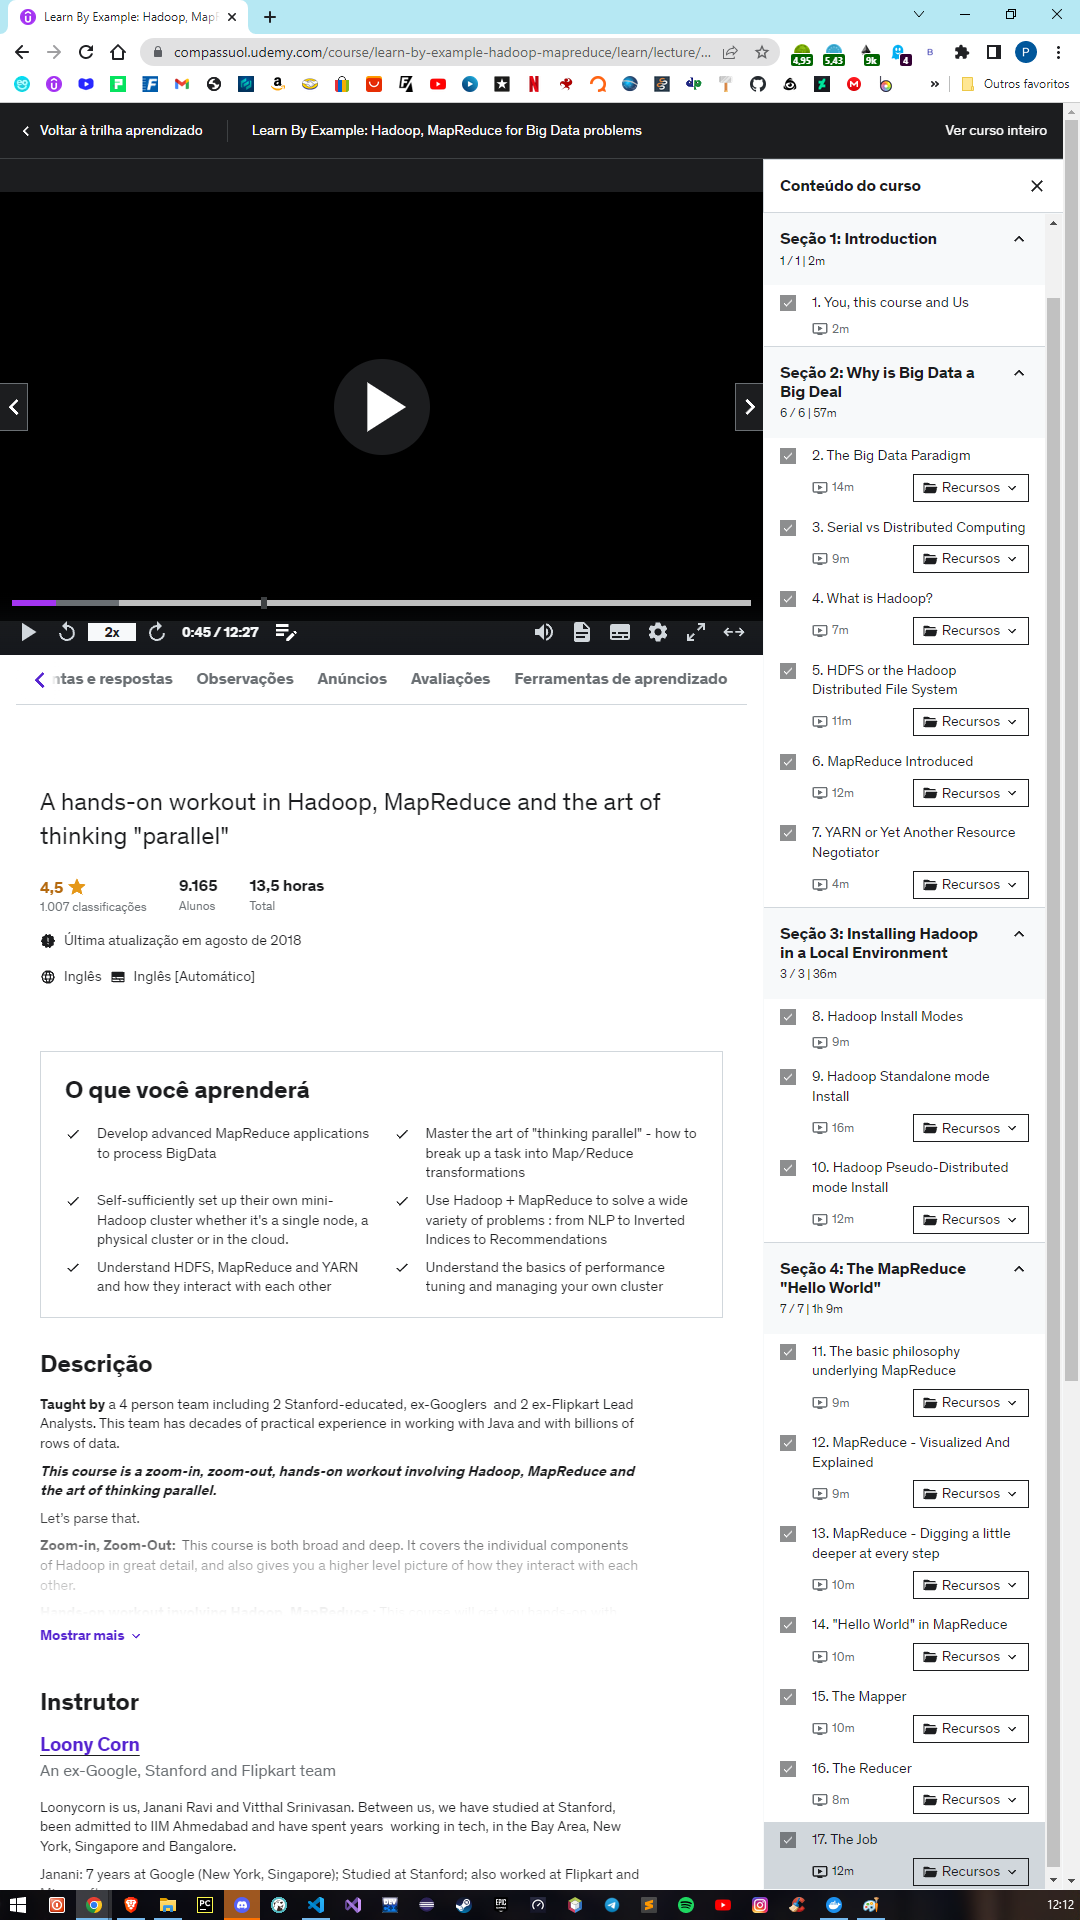 Learn By Example: Hadoop, MapR
compassuol.udemy.com/course/learn-by-example-hadoop-mapreduce/learn/lecture/...
4,95
5,43
9k
4
B
P
Outros favoritos
Voltar à trilha aprendizado
Learn By Example: Hadoop, MapReduce for Big Data problems
Ver curso inteiro
2x
0:45 / 12:27
ntas e respostas
Observações
Anúncios
Avaliações
Ferramentas de aprendizado
A hands-on workout in Hadoop, MapReduce and the art of
thinking "parallel"
4,5
1.007 classificações
9.165
Alunos
13,5 horas
Total
Última atualização em agosto de 2018
Inglês
Inglês [Automático]
O que você aprenderá
Develop advanced MapReduce applications
to process BigData
Master the art of "thinking parallel" - how to
break up a task into Map/Reduce
transformations
Self-sufficiently set up their own mini-
Hadoop cluster whether it's a single node, a
physical cluster or in the cloud.
Use Hadoop + MapReduce to solve a wide
variety of problems : from NLP to Inverted
Indices to Recommendations
Understand HDFS, MapReduce and YARN
and how they interact with each other
Understand the basics of performance
tuning and managing your own cluster
Descrição
Taught by a 4 person team including 2 Stanford-educated, ex-Googlers  and 2 ex-Flipkart Lead
Analysts. This team has decades of practical experience in working with Java and with billions of
rows of data.
This course is a zoom-in, zoom-out, hands-on workout involving Hadoop, MapReduce and
the art of thinking parallel.
Let's parse that.
Zoom-in, Zoom-Out:  This course is both broad and deep. It covers the individual components
of Hadoop in great detail, and also gives you a higher level picture of how they interact with each
other.
Hands-on workout involving Hadoop, MapReduce : This course will get you hands-on with
Mostrar mais
Instrutor
Loony Corn
An ex-Google, Stanford and Flipkart team
Loonycorn is us, Janani Ravi and Vitthal Srinivasan. Between us, we have studied at Stanford,
been admitted to IIM Ahmedabad and have spent years  working in tech, in the Bay Area, New
York, Singapore and Bangalore.
Janani: 7 years at Google (New York, Singapore); Studied at Stanford; also worked at Flipkart and
Conteúdo do curso
Seção 1: Introduction
1 / 1 | 2m
1. You, this course and Us
2m
Seção 2: Why is Big Data a
Big Deal
6 / 6 | 57m
2. The Big Data Paradigm
14m
Recursos
3. Serial vs Distributed Computing
9m
Recursos
4. What is Hadoop?
7m
Recursos
5. HDFS or the Hadoop
Distributed File System
11m
Recursos
6. MapReduce Introduced
12m
Recursos
7. YARN or Yet Another Resource
Negotiator
4m
Recursos
Seção 3: Installing Hadoop
in a Local Environment
3 / 3 | 36m
8. Hadoop Install Modes
9m
9. Hadoop Standalone mode
Install
16m
Recursos
10. Hadoop Pseudo-Distributed
mode Install
12m
Recursos
Seção 4: The MapReduce
"Hello World"
7 / 7 | 1h 9m
11. The basic philosophy
underlying MapReduce
9m
Recursos
12. MapReduce - Visualized And
Explained
9m
Recursos
13. MapReduce - Digging a little
deeper at every step
10m
Recursos
14. "Hello World" in MapReduce
10m
Recursos
15. The Mapper
10m
Recursos
16. The Reducer
8m
Recursos
17. The Job
12m
Recursos
12:12